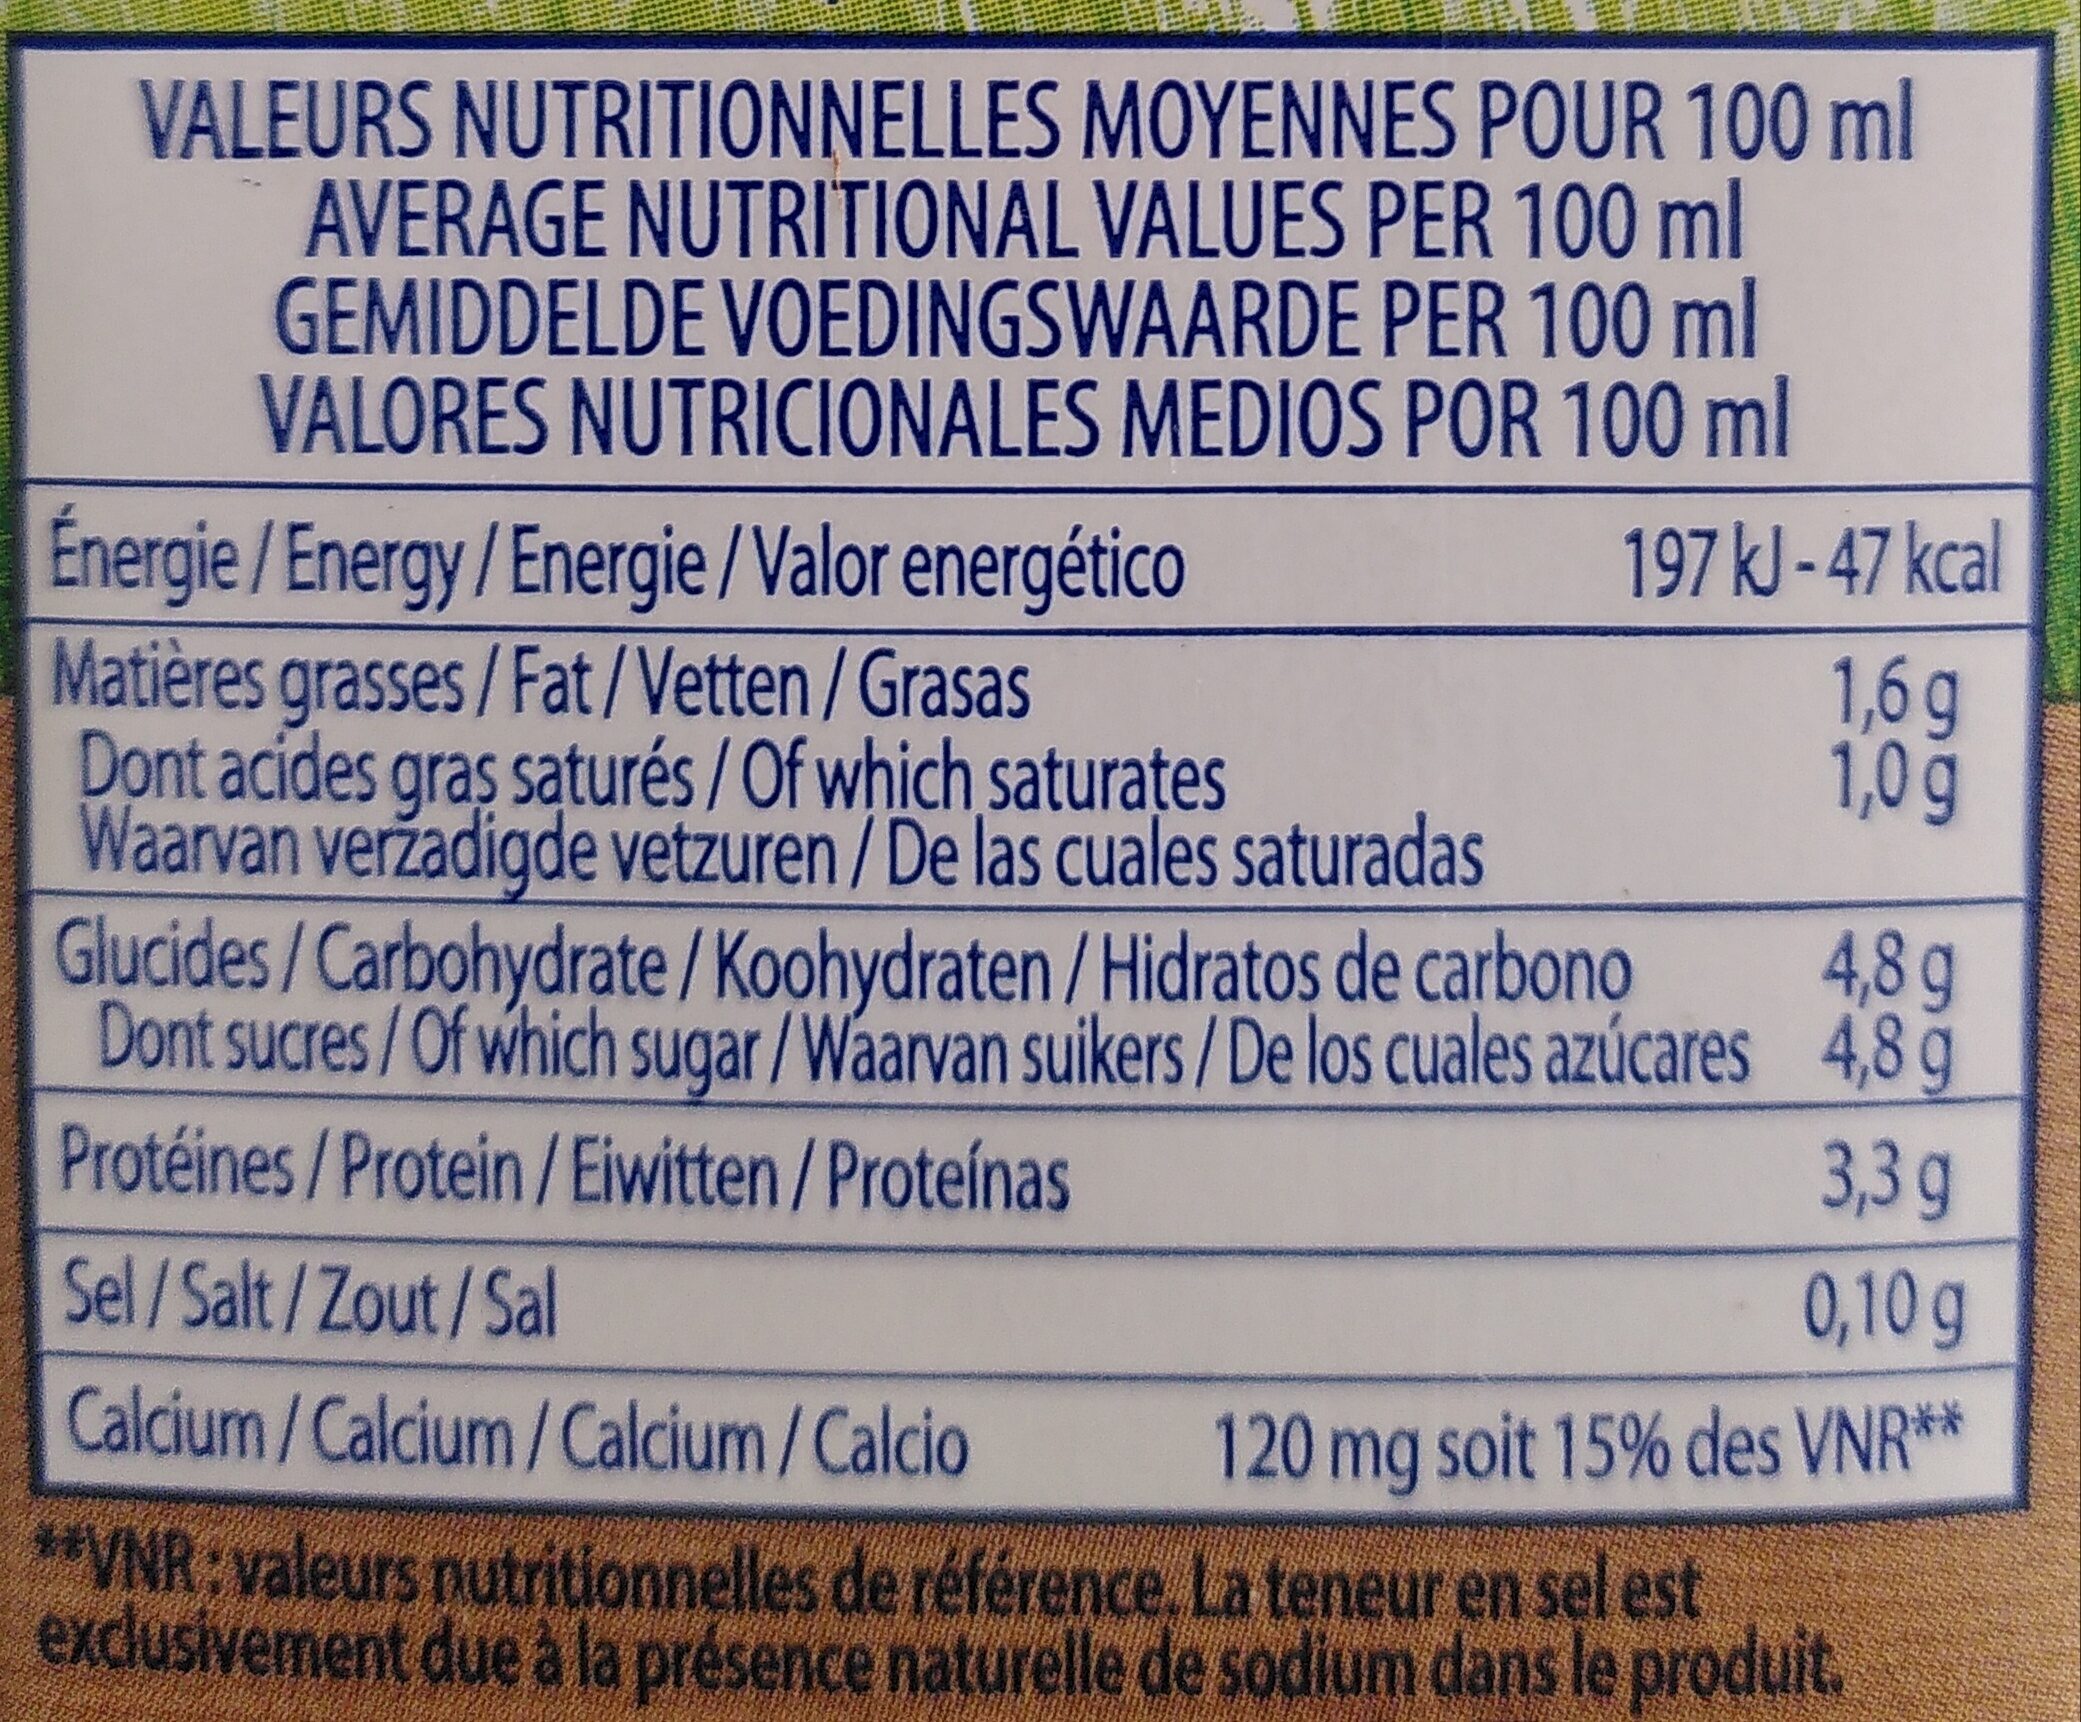 VALEURS NUTRITIONNELLES MOYENNES POUR 100 ml
AVERAGE NUTRITIONAL VALUES PER 100 ml
GEMIDDELDE VOEDINGSWAARDE PER 100 ml
VALORES NUTRICIONALES MEDIOS POR 100 ml
Énergie / Energy / Energie / Valor energético 197 kJ - 47 kcal
Matières grasses / Fat / Vetten / Grasas 1,6 g
Dont acides gras saturés / Of which saturates 1,0 g
Waarvan verzadigde vetzuren / De las cuales saturadas
Glucides / Carbohydrate / Koohydraten / Hidratos de carbono 4,8 g
Dont sucres / Of which sugar / Waarvan suikers / De los cuales azúcares 4,8 g
Protéines / Protein / Eiwitten / Proteínas 3,3 g
Sel / Salt / Zout / Sal 0,10 g
Calcium / Calcium / Calcium / Calcio 120 mg soit 15% des VNR**
**VNR : valeurs nutritionnelles de référence. La teneur en sel est
exclusivement due à la présence naturelle de sodium dans le produit.